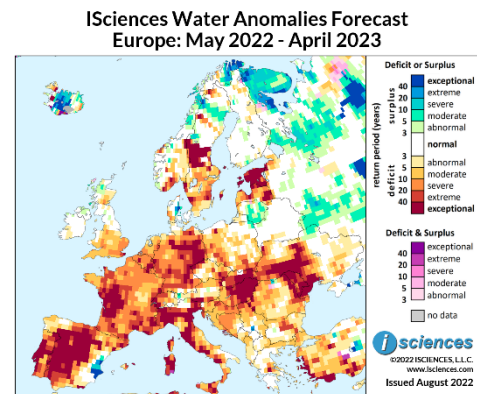 ISciences Water Anomalies Forecast
Europe: May 2022 - April 2023
Deficit or Surplus
exceptional
40
extreme
20
severe
10
moderate
5
abnormal
3
normal
3
abnormal
5
moderate
10
severe
20
extreme
40
exceptional
return period (years)
surplus
deficit
Deficit & Surplus
exceptional
40
extreme
20
severe
10
moderate
5
abnormal
3
no data
isciences
©2022 ISCIENCES, L.L.C.
www.isciences.com
Issued August 2022